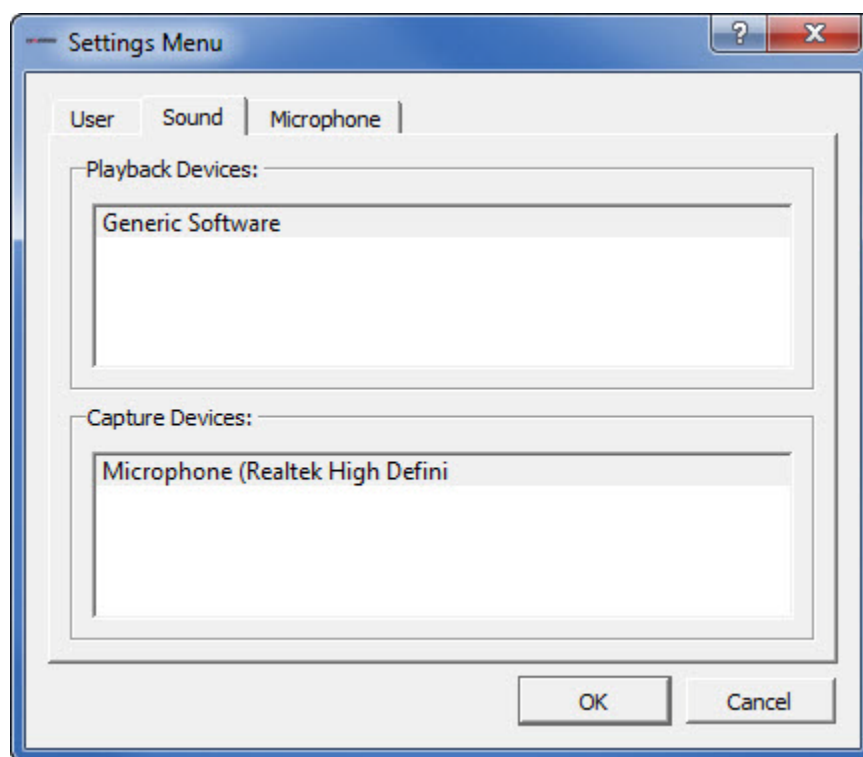 Settings Menu
?
User Sound Microphone
Playback Devices:
Generic Software
Capture Devices:
Microphone (Realtek High Defini
OK Cancel